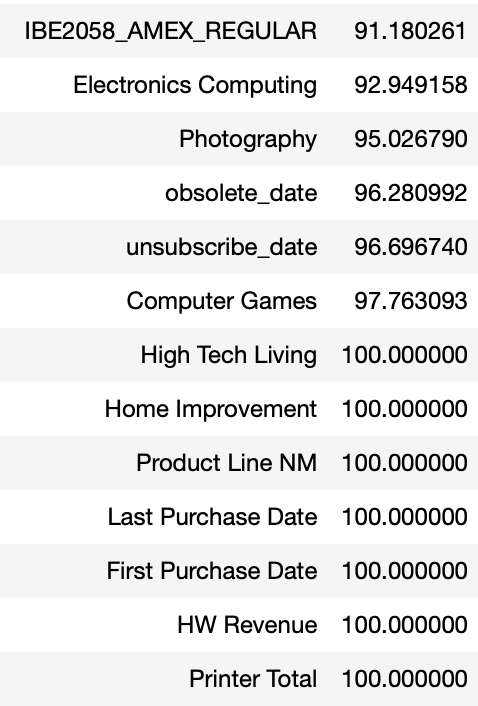 IBE2058_AMEX_REGULAR 91.180261
Electronics Computing 92.949158
Photography 95.026790
obsolete_date 96.280992
unsubscribe_date 96.696740
Computer Games 97.763093
High Tech Living 100.000000
Home Improvement 100.000000
Product Line NM 100.000000
Last Purchase Date 100.000000
First Purchase Date 100.000000
HW Revenue 100.000000
Printer Total 100.000000